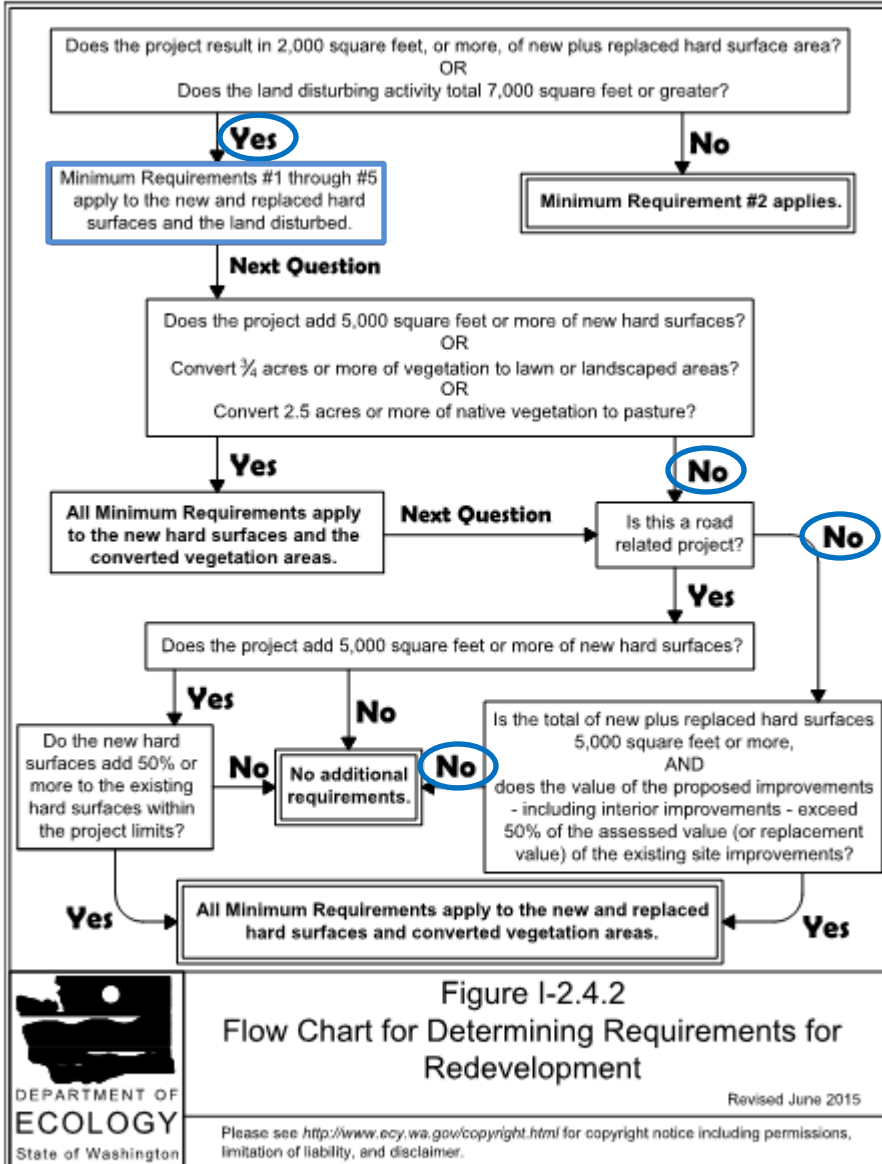 Does the project result in 2,000 square feet, or more, of new plus replaced hard surface area?
OR
Does the land disturbing activity total 7,000 square feet or greater?
Yes
No
Minimum Requirements #1 through #5
apply to the new and replaced hard
surfaces and the land disturbed.
Minimum Requirement #2 applies.
Next Question
Does the project add 5,000 square feet or more of new hard surfaces?
OR
Convert ¾ acres or more of vegetation to lawn or landscaped areas?
OR
Convert 2.5 acres or more of native vegetation to pasture?
Yes
No
All Minimum Requirements apply
to the new hard surfaces and the
converted vegetation areas.
Next Question
Is this a road
related project?
No
Yes
Does the project add 5,000 square feet or more of new hard surfaces?
Yes
No
Do the new hard
surfaces add 50% or
more to the existing
hard surfaces within
the project limits?
No
No additional
requirements.
No
Is the total of new plus replaced hard surfaces
5,000 square feet or more,
AND
does the value of the proposed improvements
- including interior improvements - exceed
50% of the assessed value (or replacement
value) of the existing site improvements?
Yes
All Minimum Requirements apply to the new and replaced
hard surfaces and converted vegetation areas.
Yes
DEPARTMENT OF
ECOLOGY
State of Washington
Figure I-2.4.2
Flow Chart for Determining Requirements for
Redevelopment
Revised June 2015
Please see http://www.ecy.wa.gov/copyright.html for copyright notice including permissions,
limitation of liability, and disclaimer.